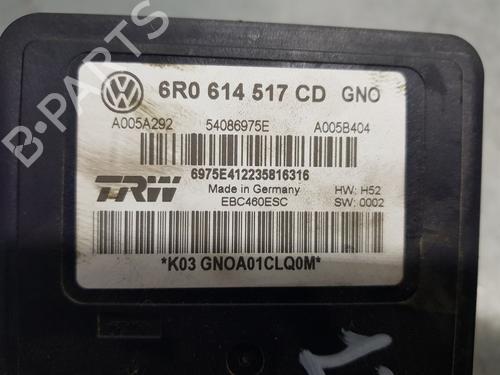 B-PARTS
6R0 614 517 CD GNO
A005A292 54086975E A005B404
6975E412235816316
TRW Made in Germany HW: H52
EBC460ESC SW: 0002
*K03 GNOA01CLQ0M*